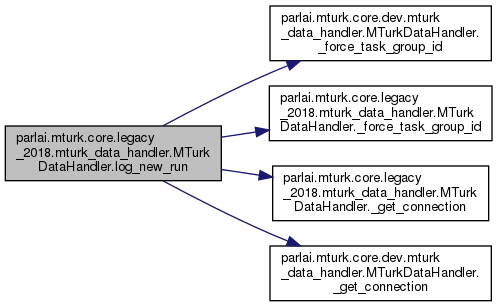 parlai.mturk.core.dev.mturk
_data_handler.MTurkDataHandler.
_force_task_group_id
parlai.mturk.core.legacy
_2018.mturk_data_handler.MTurk
DataHandler._force_task_group_id
parlai.mturk.core.legacy
_2018.mturk_data_handler.MTurk
DataHandler.log_new_run
parlai.mturk.core.legacy
_2018.mturk_data_handler.MTurk
DataHandler._get_connection
parlai.mturk.core.dev.mturk
_data_handler.MTurkDataHandler.
_get_connection